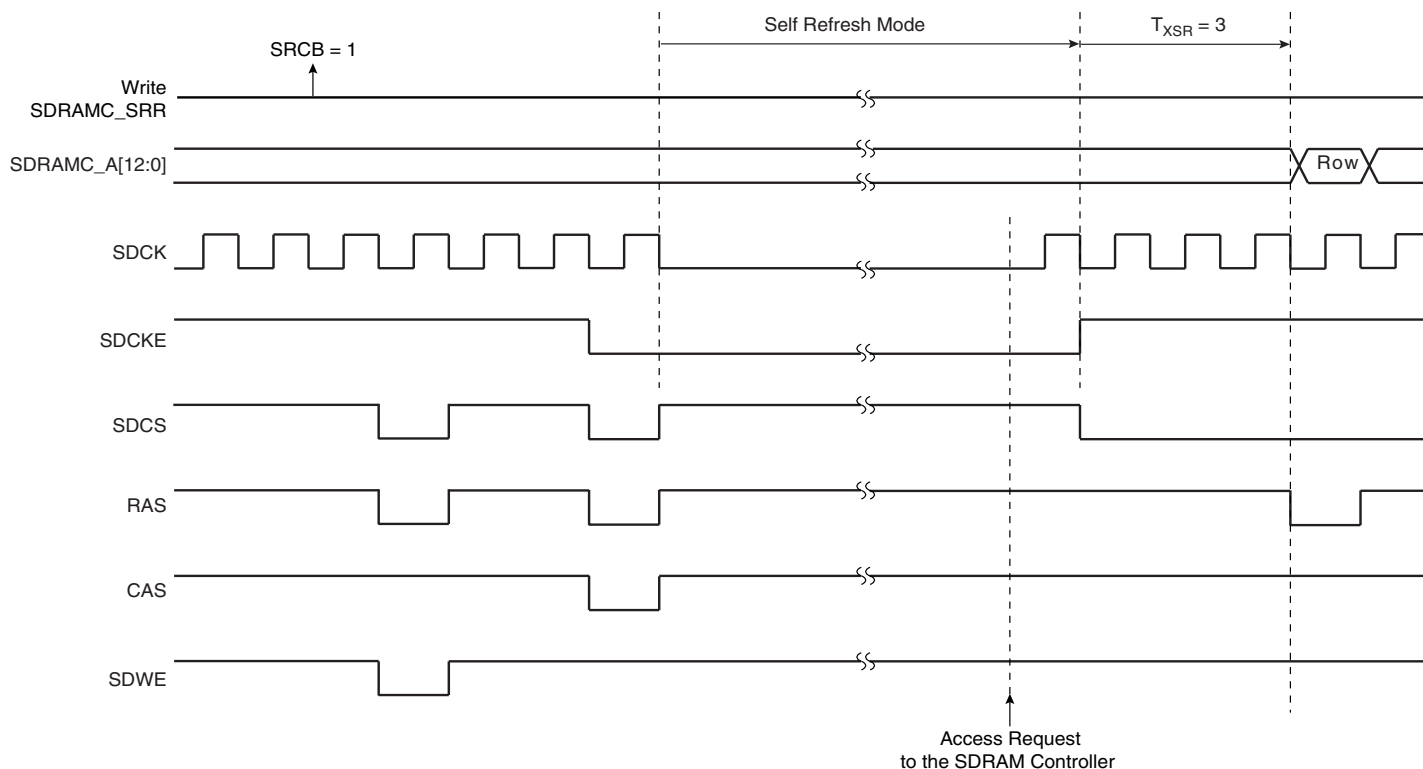 Self Refresh Mode
TXSR = 3
SRCB = 1
Write
SDRAMC_SRR
SDRAMC_A[12:0]
Row
SDCK
SDCKE
SDCS
RAS
CAS
SDWE
Access Request
to the SDRAM Controller